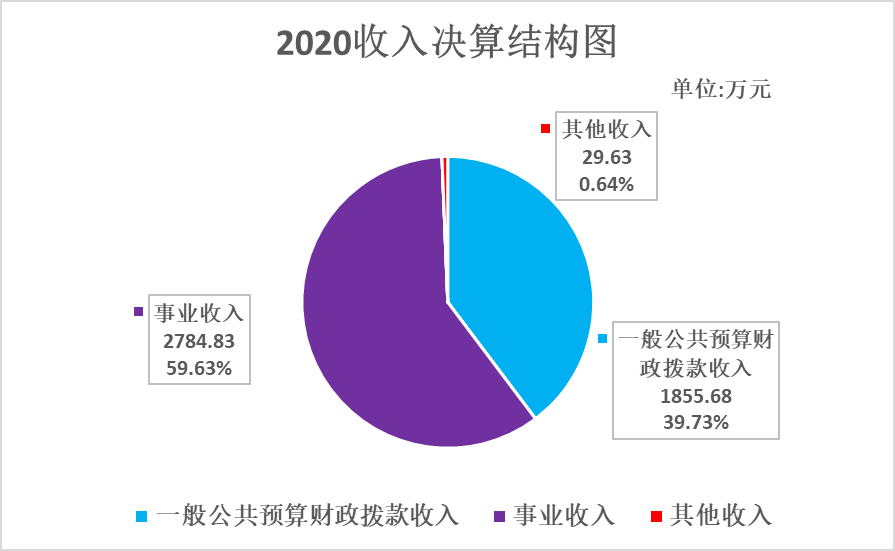 2020收入决算结构图
单位:万元
其他收入
29.63
0.64%
事业收入
2784.83
59.63%
一般公共预算财
政拨款收入
1855.68
39.73%
一般公共预算财政拨款收入 事业收入 其他收入